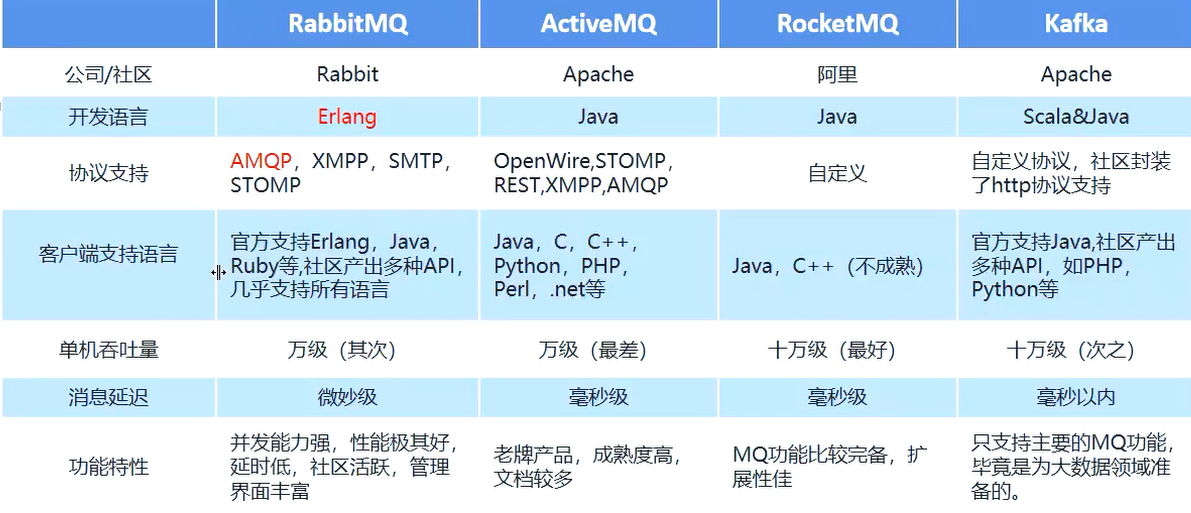 RabbitMQ ActiveMQ RocketMQ Kafka
公司/社区 Rabbit Apache 阿里 Apache
开发语言 Erlang Java Java Scala&Java
协议支持
AMQP，XMPP，SMTP，
STOMP
OpenWire,STOMP，
REST,XMPP,AMQP
自定义
自定义协议，社区封装
了http协议支持
客户端支持语言
官方支持Erlang，Java，
Ruby等,社区产出多种API，
几乎支持所有语言
Java，C，C++，
Python，PHP，
Perl，.net等
Java，C++（不成熟）
官方支持Java,社区产出
多种API，如PHP，
Python等
单机吞吐量 万级（其次） 万级（最差） 十万级（最好） 十万级（次之）
消息延迟 微妙级 毫秒级 毫秒级 毫秒以内
功能特性
并发能力强，性能极其好，
延时低，社区活跃，管理
界面丰富
老牌产品，成熟度高，
文档较多
MQ功能比较完备，扩
展性佳
只支持主要的MQ功能，
毕竟是为大数据领域准
备的。